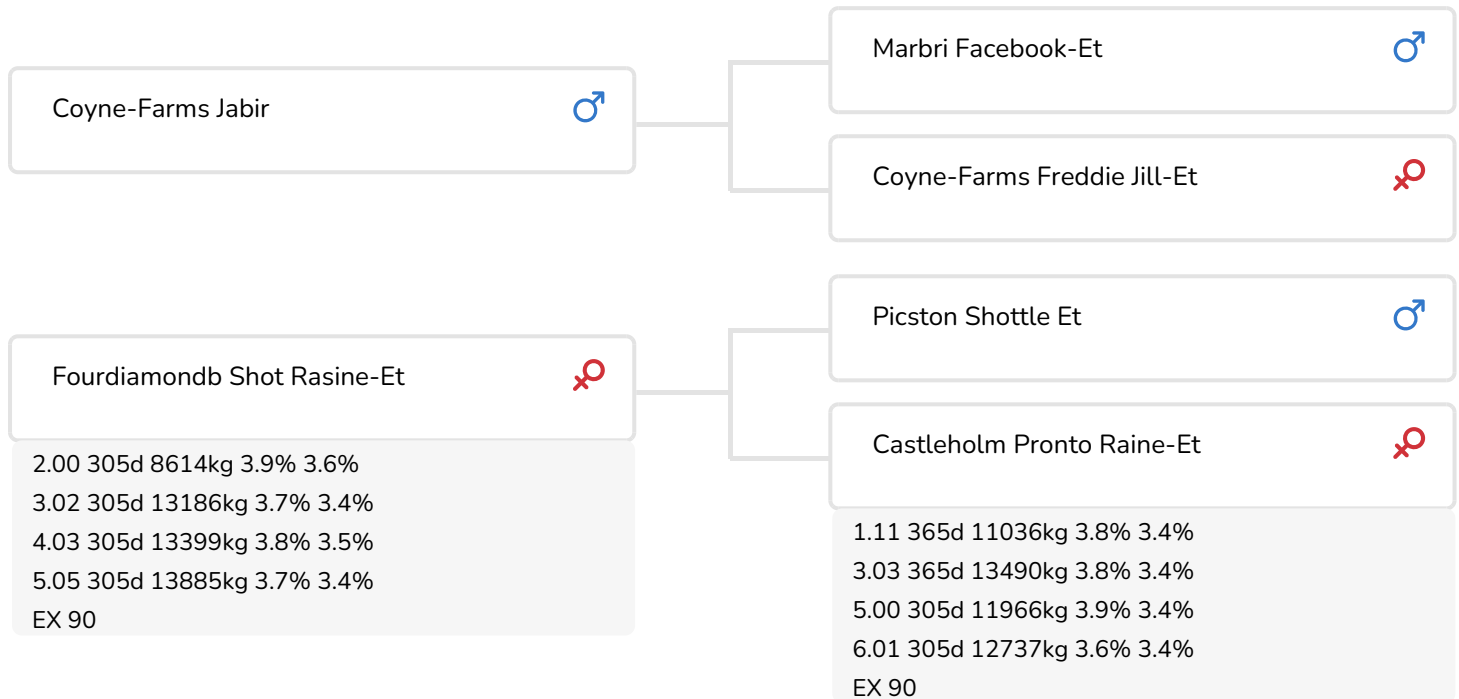 Marbri Facebook-Et
Coyne-Farms Jabir
Coyne-Farms Freddie Jill-Et
Picston Shottle Et
Fourdiamondb Shot Rasine-Et
2.00 305d 8614kg 3.9% 3.6%
3.02 305d 13186kg 3.7% 3.4%
4.03 305d 13399kg 3.8% 3.5%
5.05 305d 13885kg 3.7% 3.4%
EX 90
Castleholm Pronto Raine-Et
1.11 365d 11036kg 3.8% 3.4%
3.03 365d 13490kg 3.8% 3.4%
5.00 305d 11966kg 3.9% 3.4%
6.01 305d 12737kg 3.6% 3.4%
EX 90